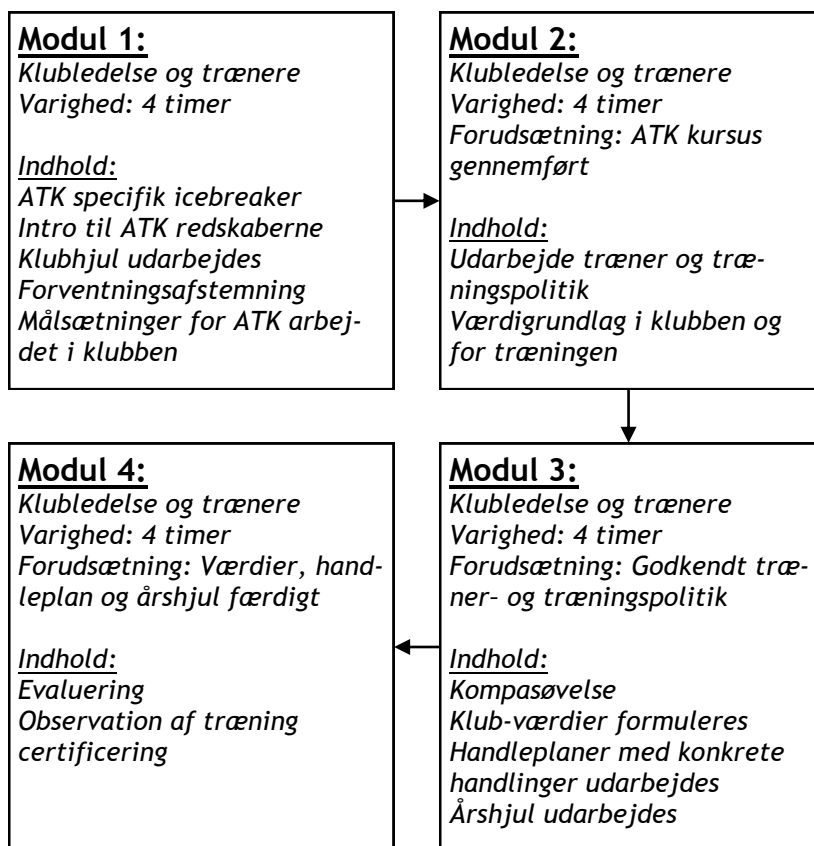 Modul 1:
Klubledelse og trænere
Varighed: 4 timer
Indhold:
ATK specifik icebreaker
Intro til ATK redskaberne
Klubhjul udarbejdes
Forventningsafstemning
Målsætninger for ATK arbej-
det i klubben
Modul 2:
Klubledelse og trænere
Varighed: 4 timer
Forudsætning: ATK kursus
gennemført
Indhold:
Udarbejde træner og træ-
ningspolitik
Værdigrundlag i klubben og
for træningen
Modul 3:
Klubledelse og trænere
Varighed: 4 timer
Forudsætning: Godkendt træ-
ner- og træningspolitik
Indhold:
Kompasøvelse
Klub-værdier formuleres
Handleplaner med konkrete
handlinger udarbejdes
Årshjul udarbejdes
Modul 4:
Klubledelse og trænere
Varighed: 4 timer
Forudsætning: Værdier, hand-
leplan og årshjul færdigt
Indhold:
Evaluering
Observation af træning
certificering